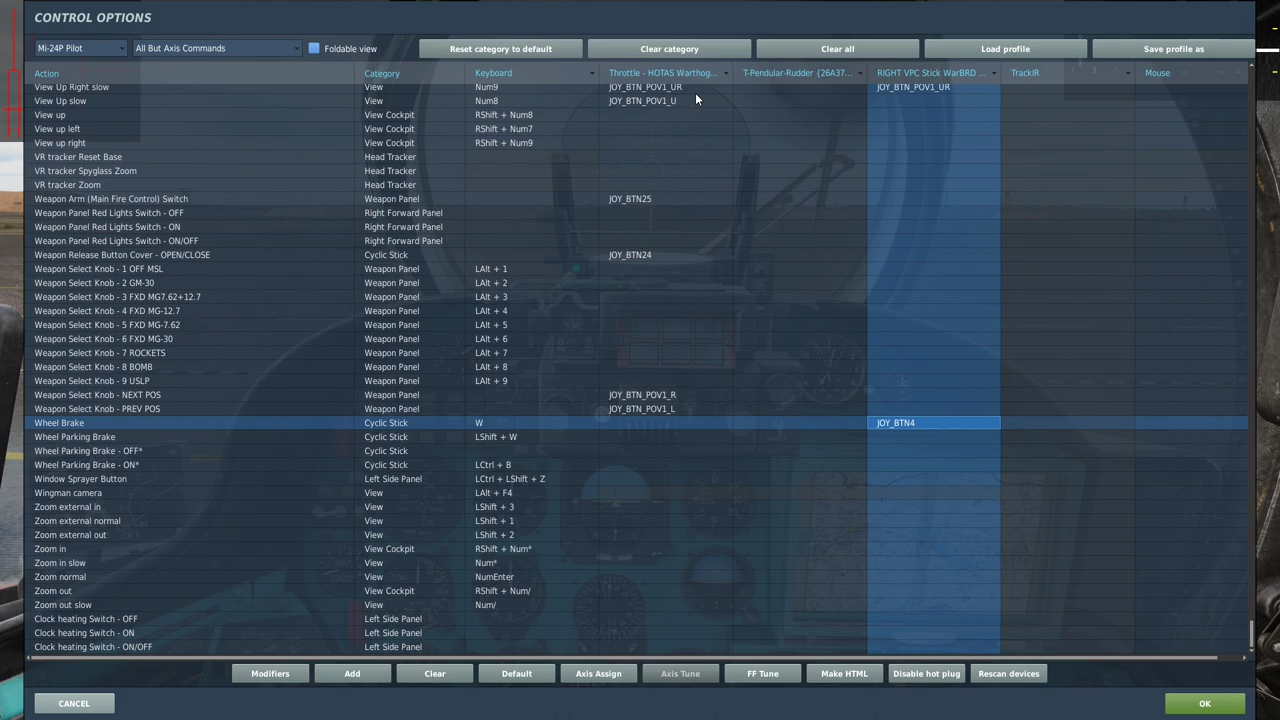 CONTROL OPTIONS
Mi-24P Pilot All But Axis Commands Foldable view Reset category to default Clear category Clear all Load profile Save profile as
Action Category Keyboard Throttle - HOTAS Warthog... T-Pendular-Rudder {26A37... RIGHT VPC Stick WarBRD ... TrackIR Mouse
View Up Right slow View Num9 JOY_BTN_POV1_UR JOY_BTN_POV1_UR
View Up slow View Num8 JOY_BTN_POV1_U
View up View Cockpit RShift + Num8
View up left View Cockpit RShift + Num7
View up right View Cockpit RShift + Num9
VR tracker Reset Base Head Tracker
VR tracker Spyglass Zoom Head Tracker
VR tracker Zoom Head Tracker
Weapon Arm (Main Fire Control) Switch Weapon Panel JOY_BTN25
Weapon Panel Red Lights Switch - OFF Right Forward Panel
Weapon Panel Red Lights Switch - ON Right Forward Panel
Weapon Panel Red Lights Switch - ON/OFF Right Forward Panel
Weapon Release Button Cover - OPEN/CLOSE Cyclic Stick JOY_BTN24
Weapon Select Knob - 1 OFF MSL Weapon Panel LAlt + 1
Weapon Select Knob - 2 GM-30 Weapon Panel LAlt + 2
Weapon Select Knob - 3 FXD MG7.62+12.7 Weapon Panel LAlt + 3
Weapon Select Knob - 4 FXD MG-12.7 Weapon Panel LAlt + 4
Weapon Select Knob - 5 FXD MG-7.62 Weapon Panel LAlt + 5
Weapon Select Knob - 6 FXD MG-30 Weapon Panel LAlt + 6
Weapon Select Knob - 7 ROCKETS Weapon Panel LAlt + 7
Weapon Select Knob - 8 BOMB Weapon Panel LAlt + 8
Weapon Select Knob - 9 USLP Weapon Panel LAlt + 9
Weapon Select Knob - NEXT POS Weapon Panel JOY_BTN_POV1_R
Weapon Select Knob - PREV POS Weapon Panel JOY_BTN_POV1_L
Wheel Brake Cyclic Stick W JOY_BTN4
Wheel Parking Brake Cyclic Stick LShift + W
Wheel Parking Brake - OFF* Cyclic Stick
Wheel Parking Brake - ON* Cyclic Stick LCtrl + B
Window Sprayer Button Left Side Panel LCtrl + LShift + Z
Wingman camera View LAlt + F4
Zoom external in View LShift + 3
Zoom external normal View LShift + 1
Zoom external out View LShift + 2
Zoom in View Cockpit RShift + Num*
Zoom in slow View Num*
Zoom normal View NumEnter
Zoom out View Cockpit RShift + Num/
Zoom out slow View Num/
Clock heating Switch - OFF Left Side Panel
Clock heating Switch - ON Left Side Panel
Clock heating Switch - ON/OFF Left Side Panel
Modifiers Add Clear Default Axis Assign Axis Tune FF Tune Make HTML Disable hot plug Rescan devices
CANCEL OK